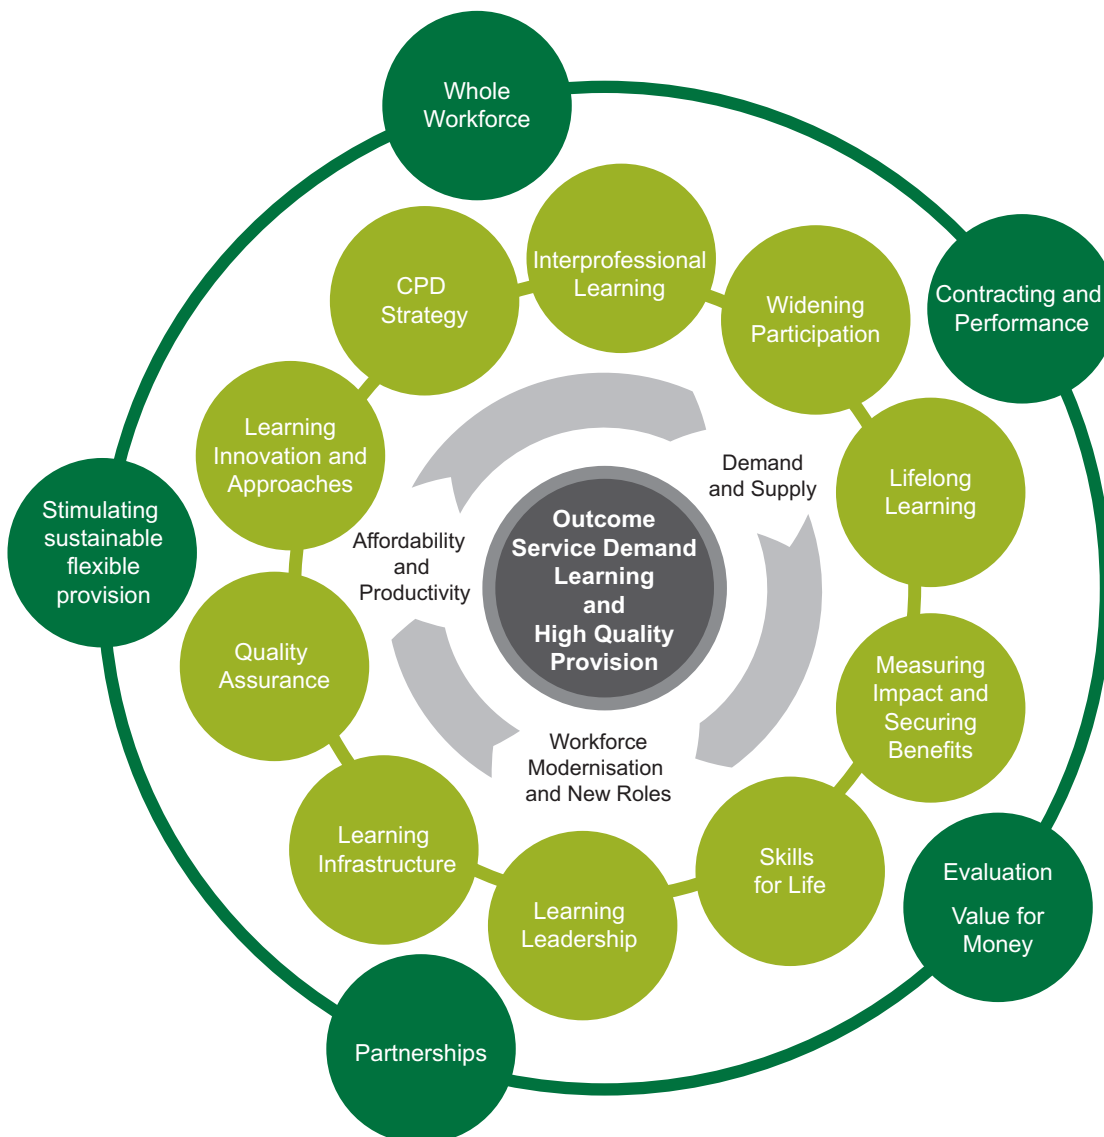 Whole
Workforce
Interprofessional
Learning
CPD
Strategy
Widening
Participation
Contracting and
Performance
Learning
Innovation and
Approaches
Demand
and Supply
Lifelong
Learning
Stimulating
sustainable
flexible
provision
Affordability
and
Productivity
Outcome
Service Demand
Learning
and
High Quality
Provision
Quality
Assurance
Measuring
Impact and
Securing
Benefits
Workforce
Modernisation
and New Roles
Learning
Infrastructure
Skills
for Life
Learning
Leadership
Evaluation
Value for
Money
Partnerships